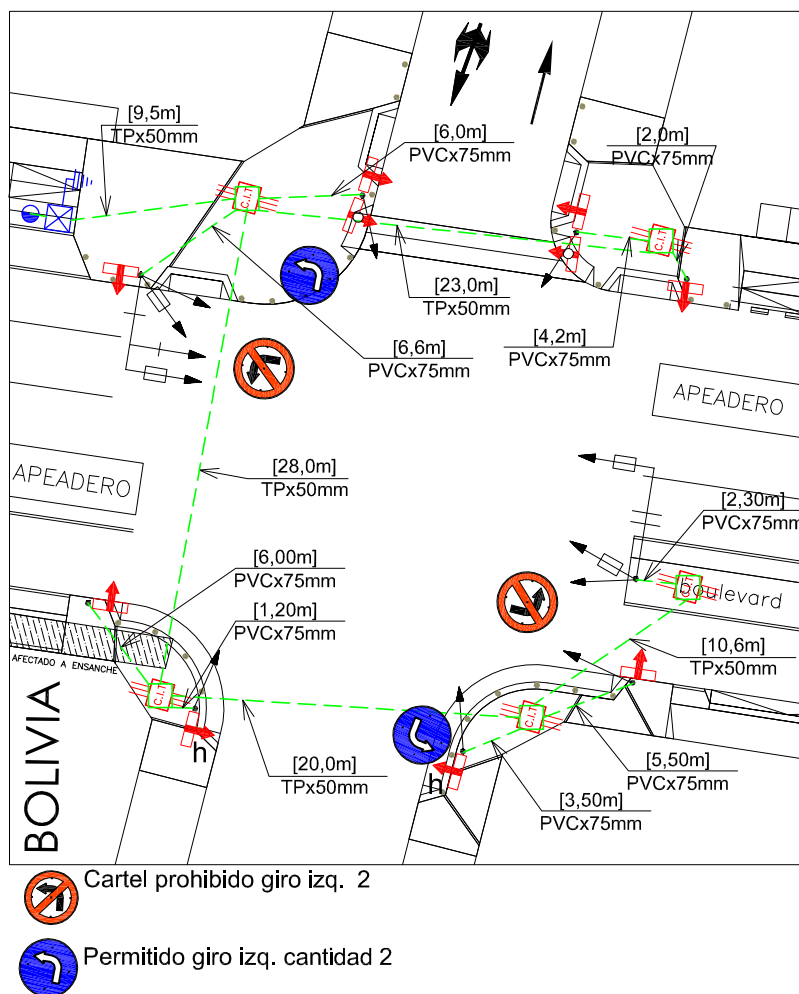 [9,5m]
TPx50mm
[6,0m]
PVCx75mm
[2,0m]
PVCx75mm
C.I.T
C.I.T
[23,0m]
TPx50mm
[4,2m]
PVCx75mm
[6,6m]
PVCx75mm
APEADERO
APEADERO
[28,0m]
TPx50mm
[2,30m]
PVCx75mm
[6,00m]
PVCx75mm
boulevard
[1,20m]
PVCx75mm
[10,6m]
TPx50mm
AFECTADO A ENSANCHE
C.I.T
C.I.T
BOLIVIA
h
h
[20,0m]
TPx50mm
[5,50m]
PVCx75mm
[3,50m]
PVCx75mm
Cartel prohibido giro izq. 2
Permitido giro izq. cantidad 2